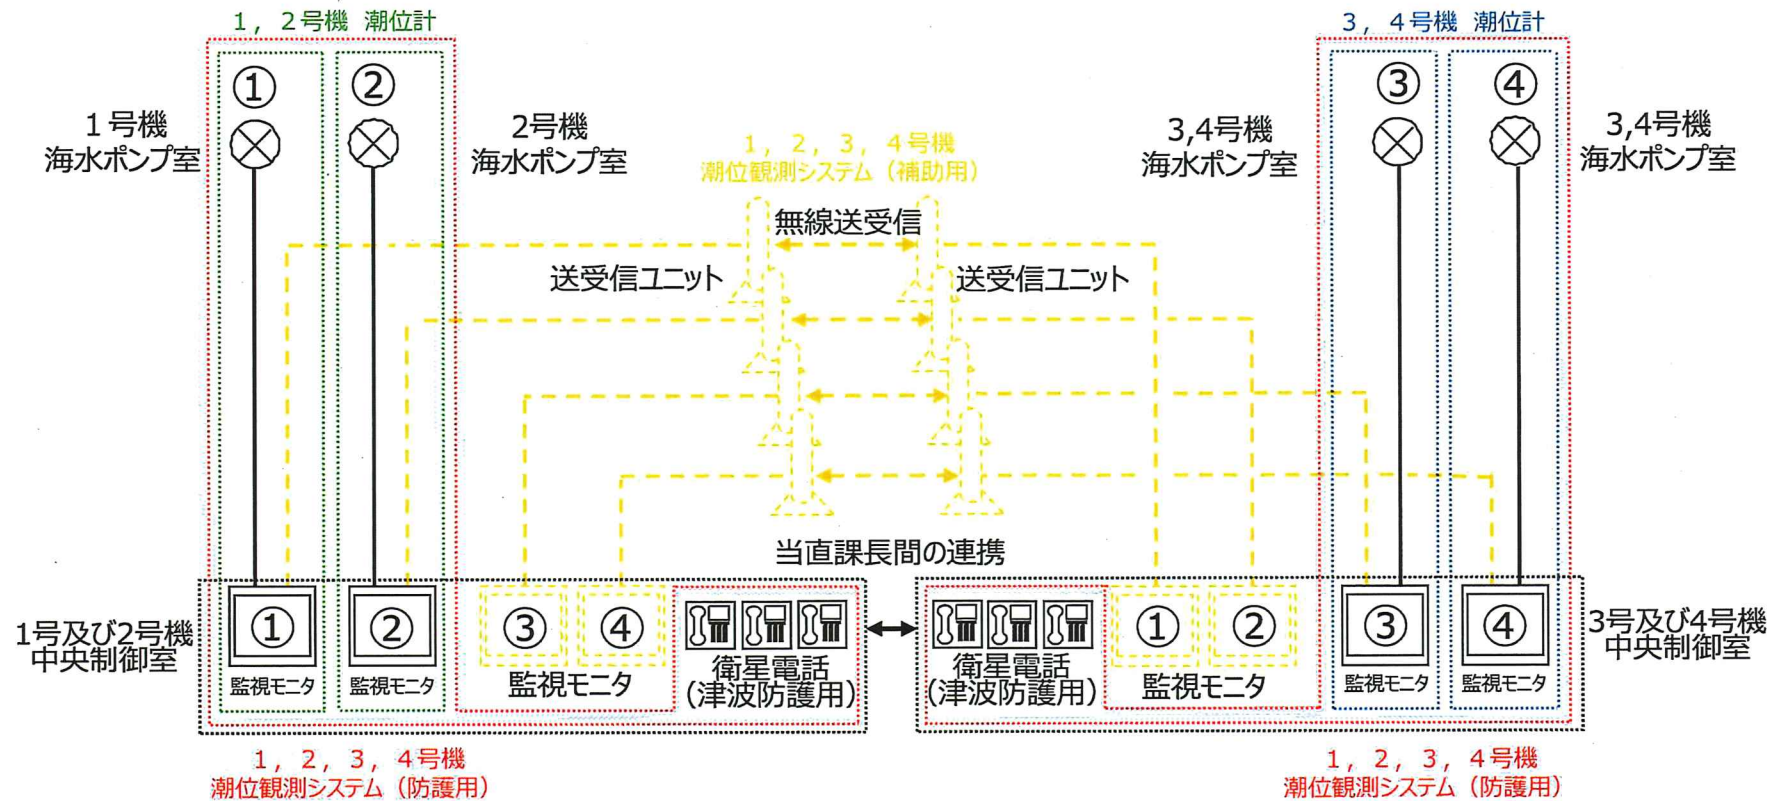 1，2号機 潮位計
3，4号機 潮位計
①
②
③
④
1号機
海水ポンプ室
2号機
海水ポンプ室
1，2，3，4号機
潮位観測システム（補助用）
3,4号機
海水ポンプ室
3,4号機
海水ポンプ室
無線送受信
送受信ユニット
送受信ユニット
当直課長間の連携
1号及び2号機
中央制御室
①
監視モニタ
②
監視モニタ
③
④
監視モニタ
衛星電話
(津波防護用)
衛星電話
(津波防護用)
①
②
監視モニタ
③
監視モニタ
④
監視モニタ
3号及び4号機
中央制御室
1，2，3，4号機
潮位観測システム（防護用）
1，2，3，4号機
潮位観測システム（防護用）